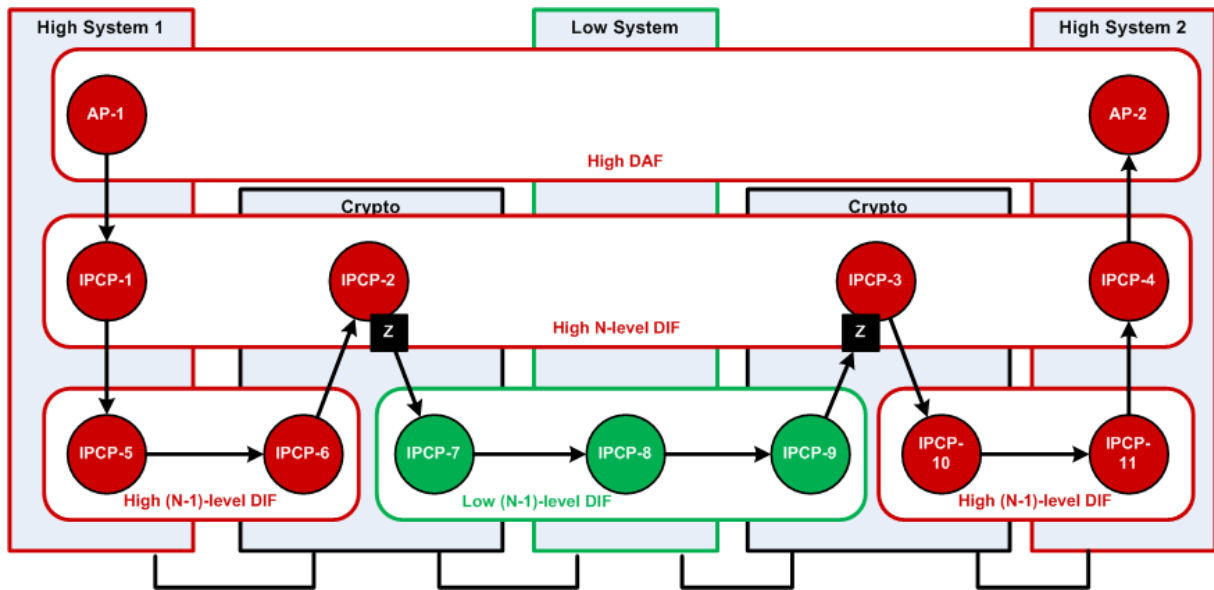 High System 1
Low System
High System 2
AP-1
AP-2
High DAF
Crypto
Crypto
IPCP-1
IPCP-2
IPCP-3
IPCP-4
Z
High N-level DIF
Z
IPCP-5
IPCP-6
IPCP-7
IPCP-8
IPCP-9
IPCP-
10
IPCP-
11
High (N-1)-level DIF
Low (N-1)-level DIF
High (N-1)-level DIF